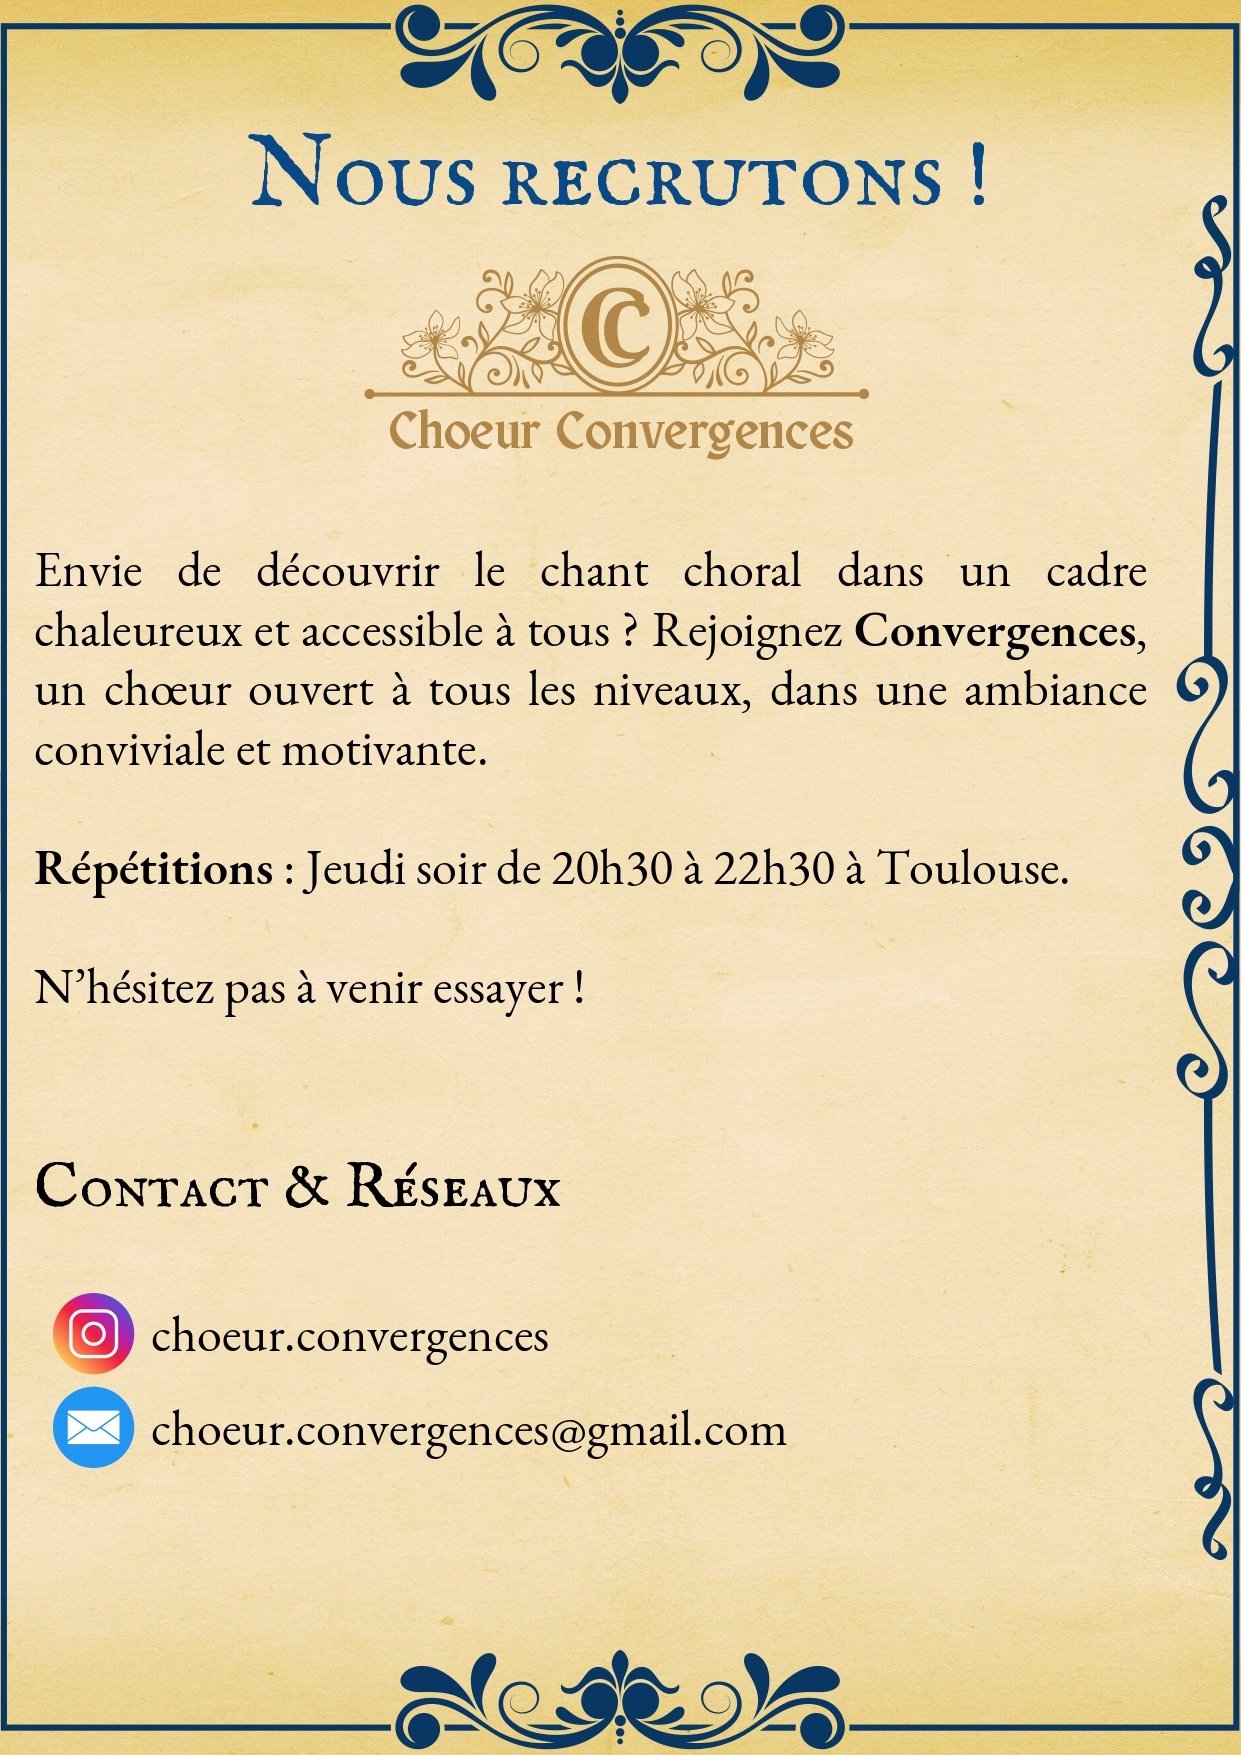 Nous recrutons !
CC
Choeur Convergences
Envie de découvrir le chant choral dans un cadre
chaleureux et accessible à tous ? Rejoignez Convergences,
un chœur ouvert à tous les niveaux, dans une ambiance
conviviale et motivante.
Répétitions : Jeudi soir de 20h30 à 22h30 à Toulouse.
N’hésitez pas à venir essayer !
Contact & Réseaux
choeur.convergences
choeur.convergences@gmail.com